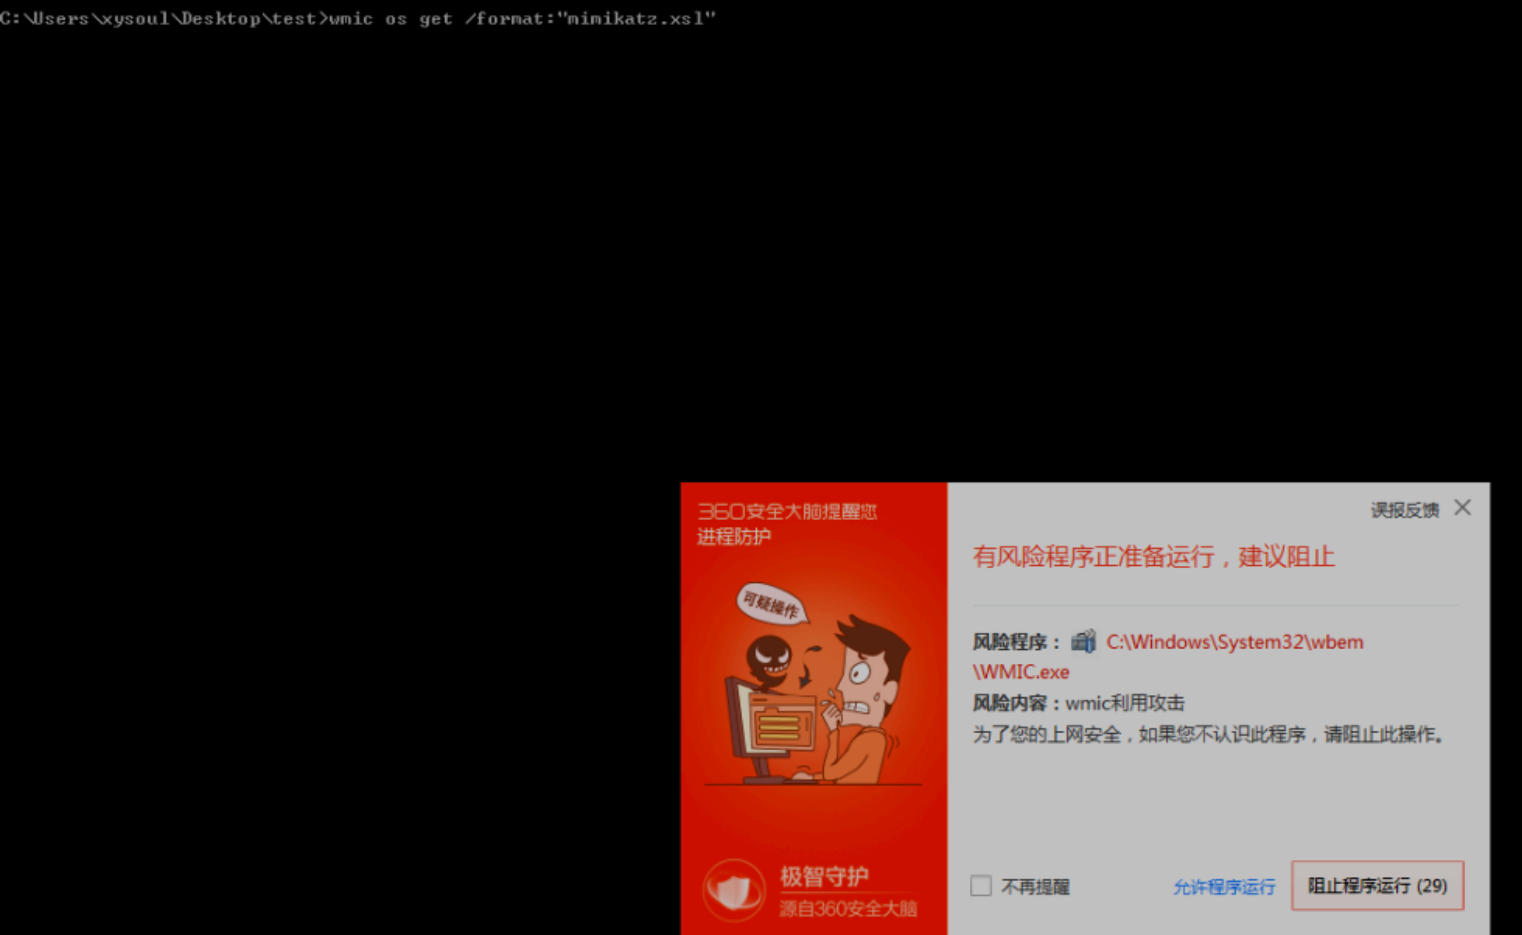 C:\Users\xysoul\Desktop\test>wmic os get /format:"mimikatz.xsl"
360安全大脑提醒您
进程防护
可疑操作
极智守护
源自360安全大脑
误报反馈
有风险程序正准备运行，建议阻止
风险程序： C:\Windows\System32\wbem
\WMIC.exe
风险内容：wmic利用攻击
为了您的上网安全，如果您不认识此程序，请阻止此操作。
不再提醒
允许程序运行
阻止程序运行 (29)